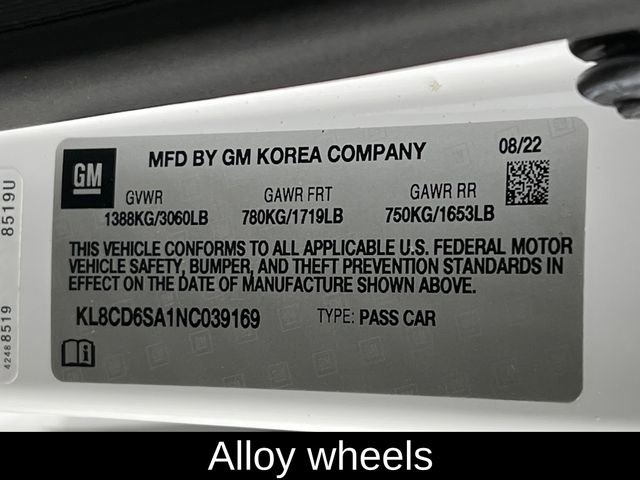 GM
MFD BY GM KOREA COMPANY
08/22
GVWR GAWR FRT GAWR RR
1388KG/3060LB 780KG/1719LB 750KG/1653LB
THIS VEHICLE CONFORMS TO ALL APPLICABLE U.S. FEDERAL MOTOR
VEHICLE SAFETY, BUMPER, AND THEFT PREVENTION STANDARDS IN
EFFECT ON THE DATE OF MANUFACTURE SHOWN ABOVE.
KL8CD6SA1NC039169 TYPE: PASS CAR
8519U
42488519
Alloy wheels